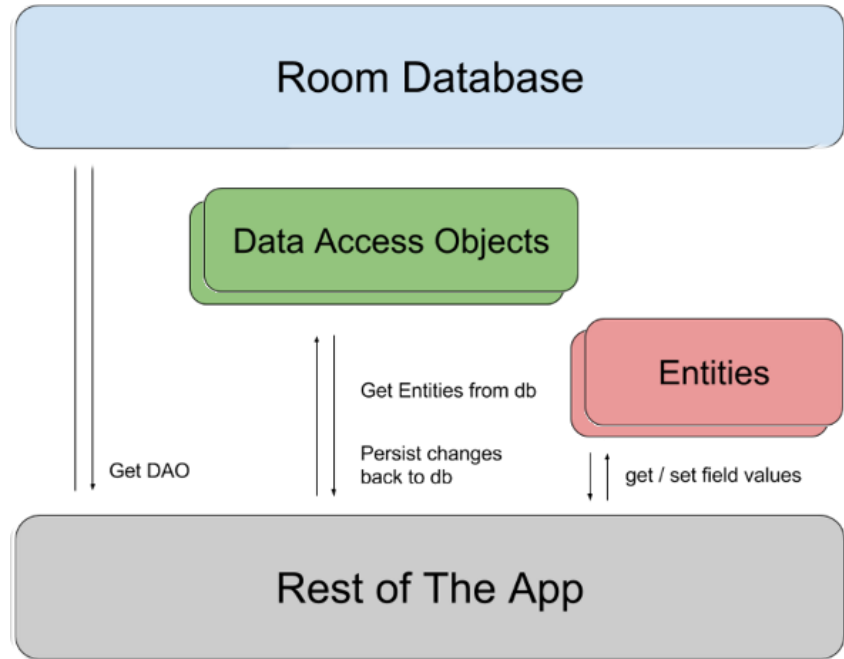 Room Database
Data Access Objects
Entities
Get Entities from db
Persist changes
back to db
Get DAO
get / set field values
Rest of The App